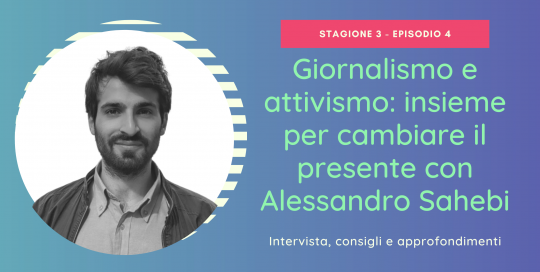 STAGIONE 3 - EPISODIO 4
Giornalismo e
attivismo: insieme
per cambiare il
presente con
Alessandro Sahebi
Intervista, consigli e approfondimenti